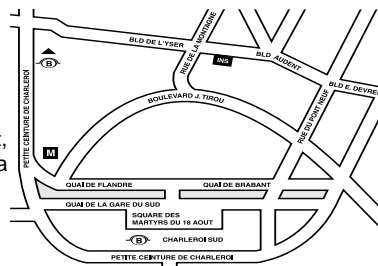 BLD DE L'YSER
RUE DE LA MONTAGNE
INS
BLD AUDENT
BLD E. DEVRE
B
PETITE CEINTURE DE CHARLEROI
BOULEVARD J. TIROU
RUE DU PONT NEUF
t,
M
a
QUAI DE FLANDRE
QUAI DE BRABANT
QUAI DE LA GARE DU SUD
SQUARE DES
MARTYRS DU 18 AOUT
B
CHARLEROI SUD
PETITE CEINTURE DE CHARLEROI